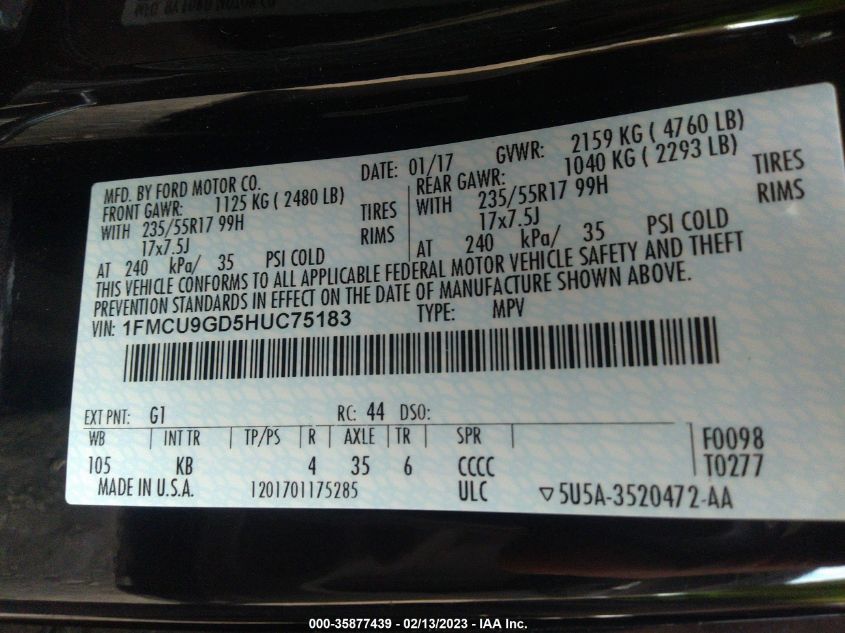 MFD. BY FORD MOTOR CO. DATE: 01/17 GVWR: 2159 KG ( 4760 LB)
FRONT GAWR: 1125 KG ( 2480 LB) REAR GAWR: 1040 KG ( 2293 LB)
WITH 235/55R17 99H TIRES WITH 235/55R17 99H TIRES
17x7.5J RIMS 17x7.5J RIMS
AT 240 kPa/ 35 PSI COLD AT 240 kPa/ 35 PSI COLD
THIS VEHICLE CONFORMS TO ALL APPLICABLE FEDERAL MOTOR VEHICLE SAFETY AND THEFT
PREVENTION STANDARDS IN EFFECT ON THE DATE OF MANUFACTURE SHOWN ABOVE.
VIN: 1FMCU9GD5HUC75183 TYPE: MPV
EXT PNT: G1 RC: 44 DSO:
WB INT TR TP/PS R AXLE TR SPR F0098
105 KB 4 35 6 CCCC T0277
MADE IN U.S.A. 1201701175285 ULC ▽5U5A-3520472-AA
000-35877439 - 02/13/2023 - IAA Inc.